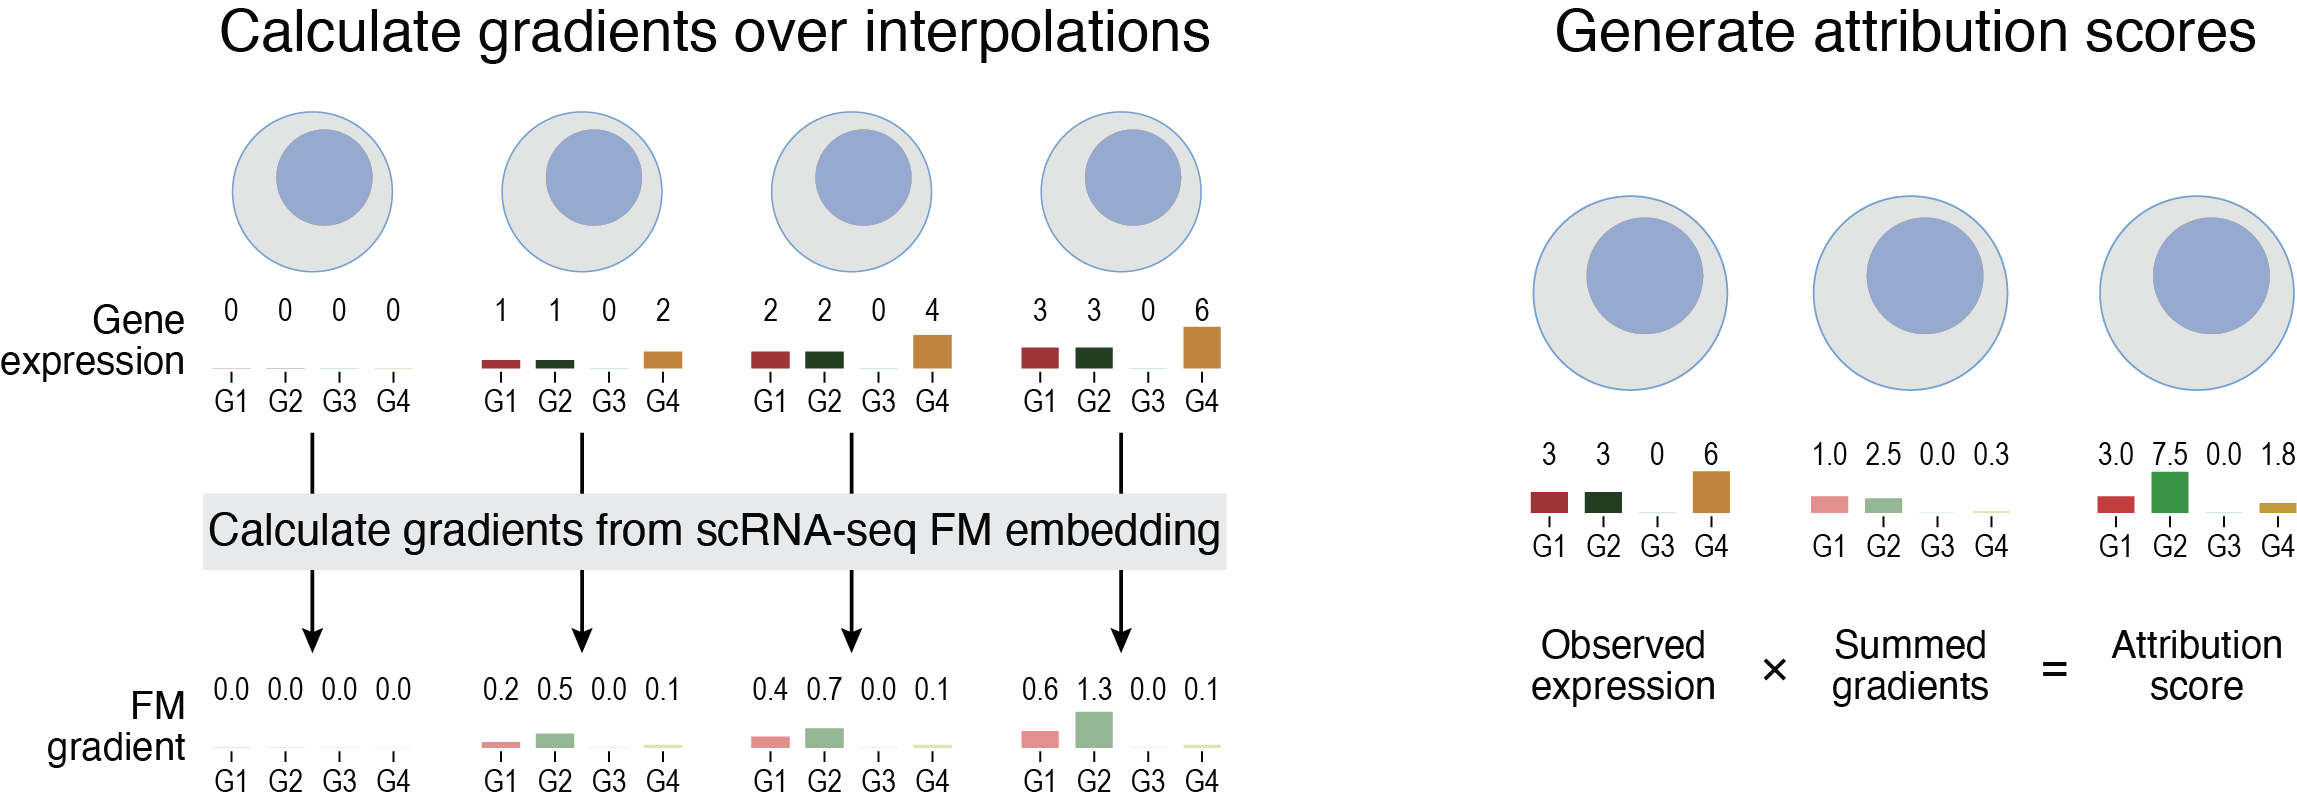 Calculate gradients over interpolations
Generate attribution scores
Gene
expression
0 0 0 0
G1 G2 G3 G4
1 1 0 2
G1 G2 G3 G4
2 2 0 4
G1 G2 G3 G4
3 3 0 6
G1 G2 G3 G4
Calculate gradients from scRNA-seq FM embedding
FM
gradient
0.0 0.0 0.0 0.0
G1 G2 G3 G4
0.2 0.5 0.0 0.1
G1 G2 G3 G4
0.4 0.7 0.0 0.1
G1 G2 G3 G4
0.6 1.3 0.0 0.1
G1 G2 G3 G4
3 3 0 6
G1 G2 G3 G4
1.0 2.5 0.0 0.3
G1 G2 G3 G4
3.0 7.5 0.0 1.8
G1 G2 G3 G4
Observed
expression
×
Summed
gradients
=
Attribution
score